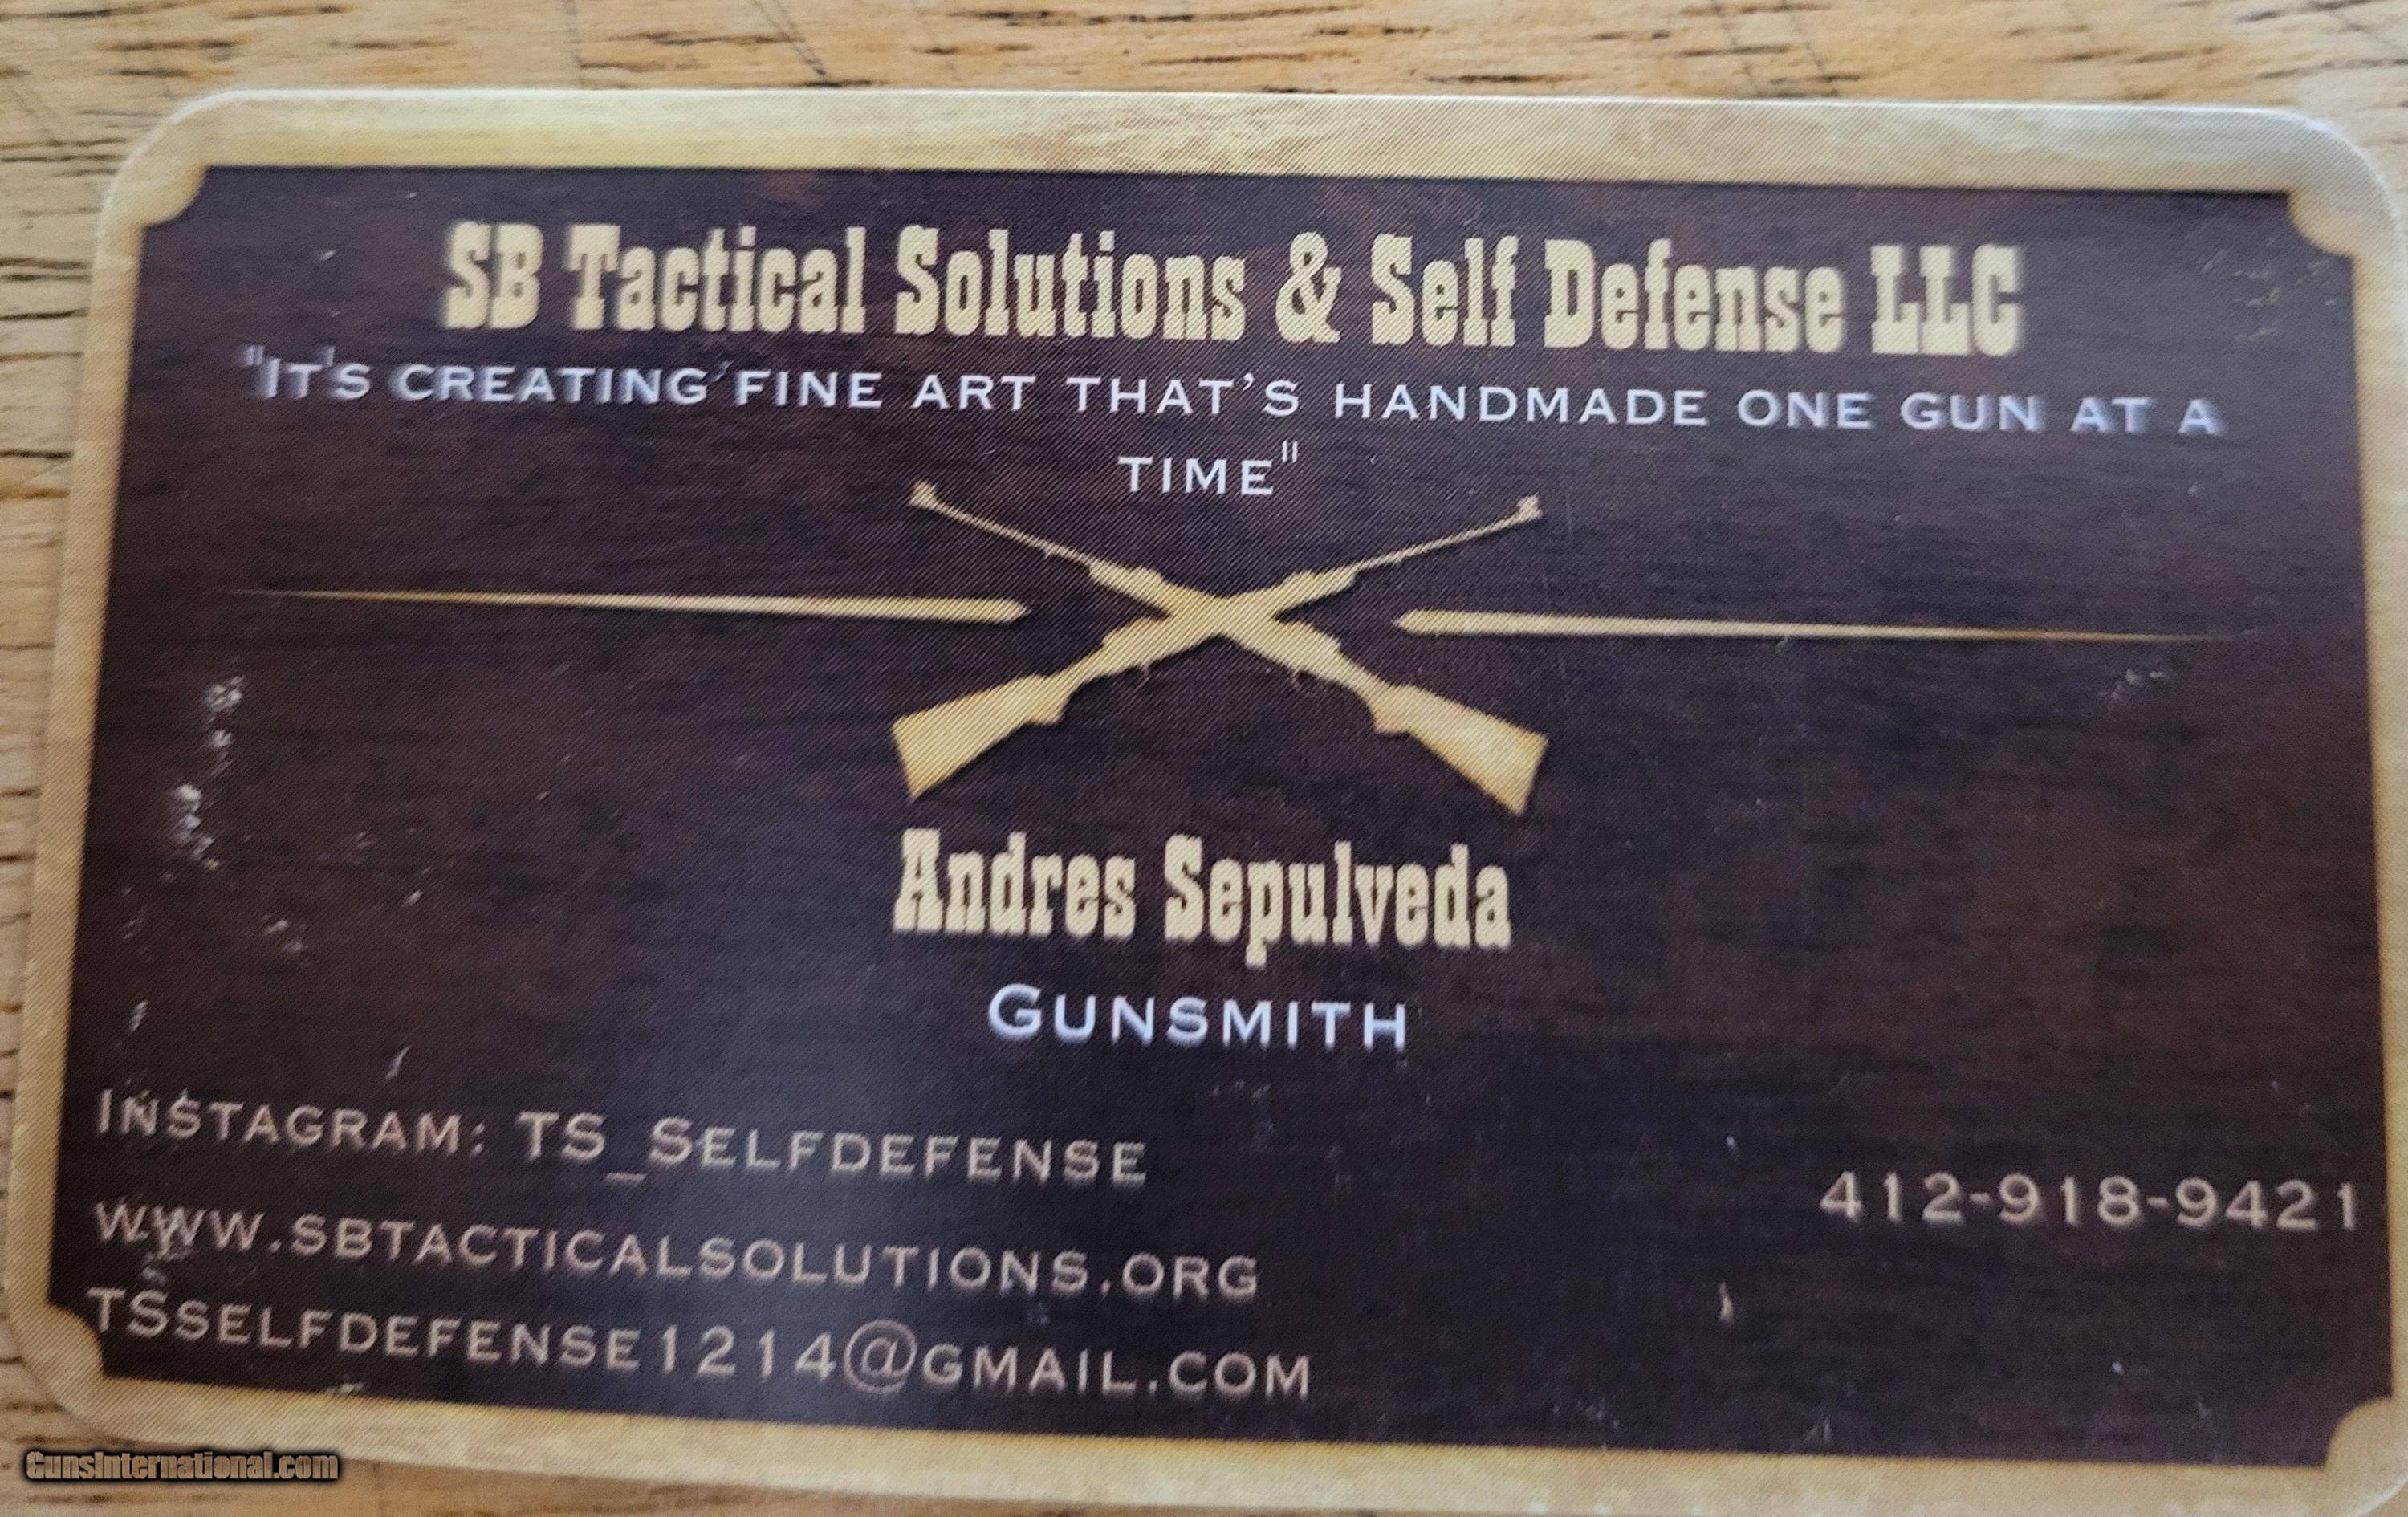 SB Tactical Solutions & Self Defense LLC
"IT'S CREATING FINE ART THAT'S HANDMADE ONE GUN AT A
TIME"
Andres Sepulveda
GUNSMITH
INSTAGRAM: TS_SELFDEFENSE
412-918-9421
WWW.SBTACTICALSOLUTIONS.ORG
TSSELFDEFENSE1214@GMAIL.COM
GunsInternational.com